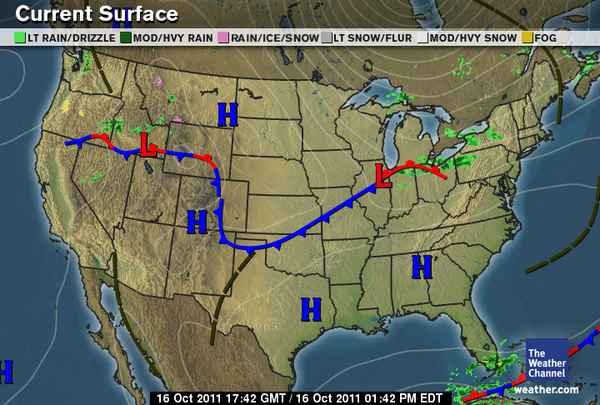 Current Surface
LT RAIN/DRIZZLE MOD/HVY RAIN RAIN/ICE/SNOW LT SNOW/FLUR MOD/HVY SNOW FOG
H
H
L
L
H
H
H
H
The
Weather
Channel
weather.com
16 Oct 2011 17:42 GMT / 16 Oct 2011 01:42 PM EDT